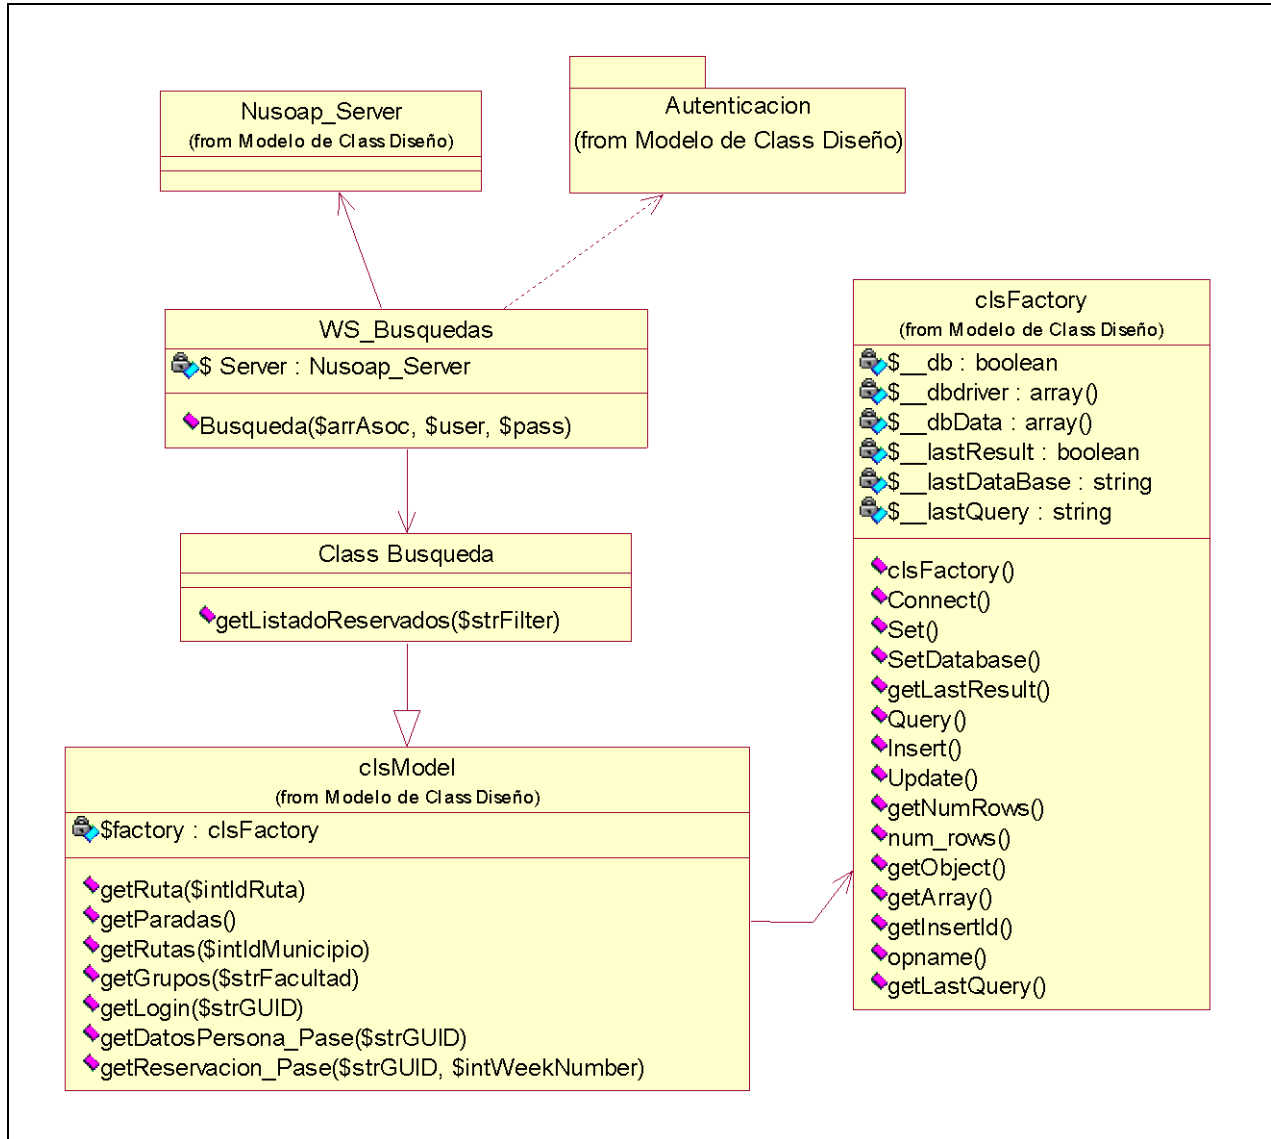 Nusoap_Server
(from Modelo de Class Diseño)
Autenticacion
(from Modelo de Class Diseño)
WS_Busquedas
$ Server : Nusoap_Server
Busqueda($arrAsoc, $user, $pass)
Class Busqueda
getListadoReservados($strFilter)
clsModel
(from Modelo de Class Diseño)
$factory : clsFactory
getRuta($intIdRuta)
getParadas()
getRutas($intIdMunicipio)
getGrupos($strFacultad)
getLogin($strGUID)
getDatosPersona_Pase($strGUID)
getReservacion_Pase($strGUID, $intWeekNumber)
clsFactory
(from Modelo de Class Diseño)
$__db : boolean
$__dbdriver : array()
$__dbData : array()
$__lastResult : boolean
$__lastDataBase : string
$__lastQuery : string
clsFactory()
Connect()
Set()
SetDatabase()
getLastResult()
Query()
Insert()
Update()
getNumRows()
num_rows()
getObject()
getArray()
getInsertId()
opname()
getLastQuery()